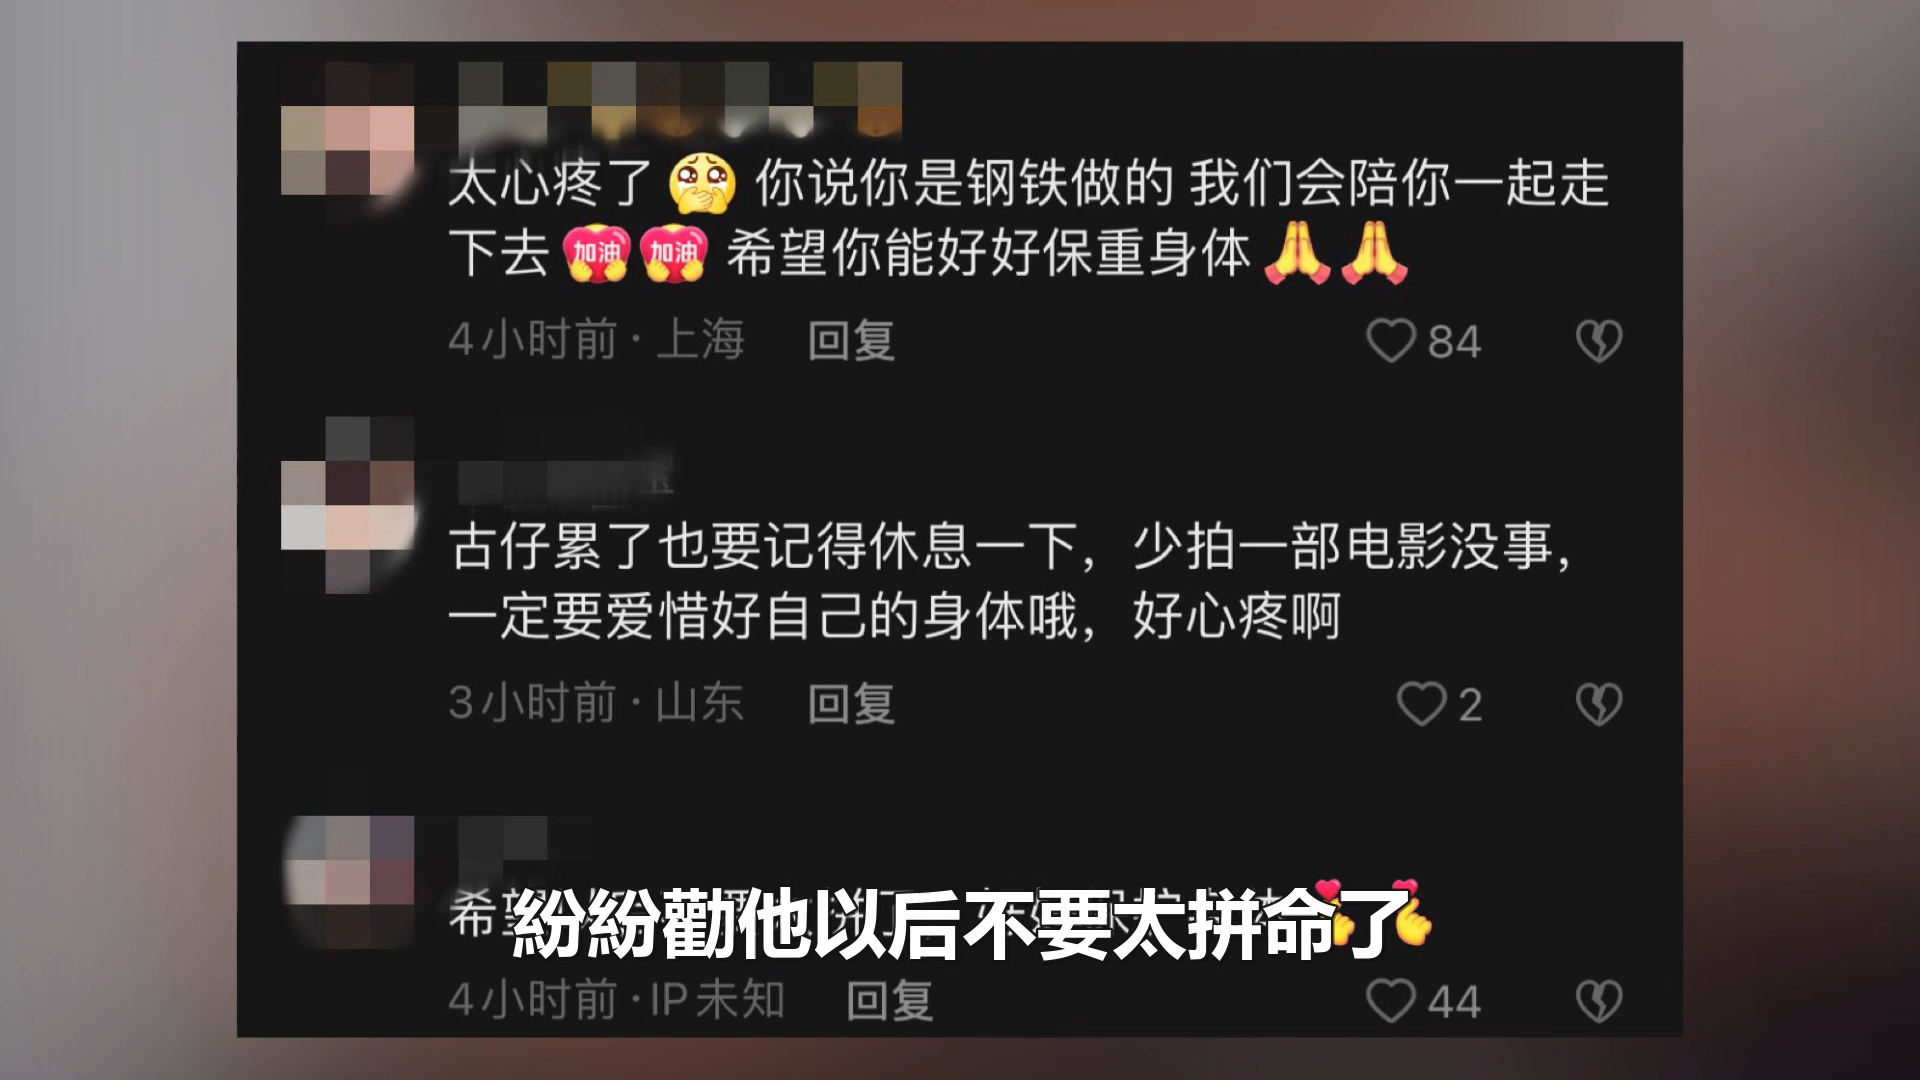 太心疼了 你说你是钢铁做的 我们会陪你一起走
下去 加油 加油 希望你能好好保重身体
4小时前·上海 回复 84
宝
古仔累了也要记得休息一下，少拍一部电影没事，
一定要爱惜好自己的身体哦，好心疼啊
3小时前·山东 回复 2
希望
紛紛勸他以后不要太拼命了
4小时前·IP未知 回复 44